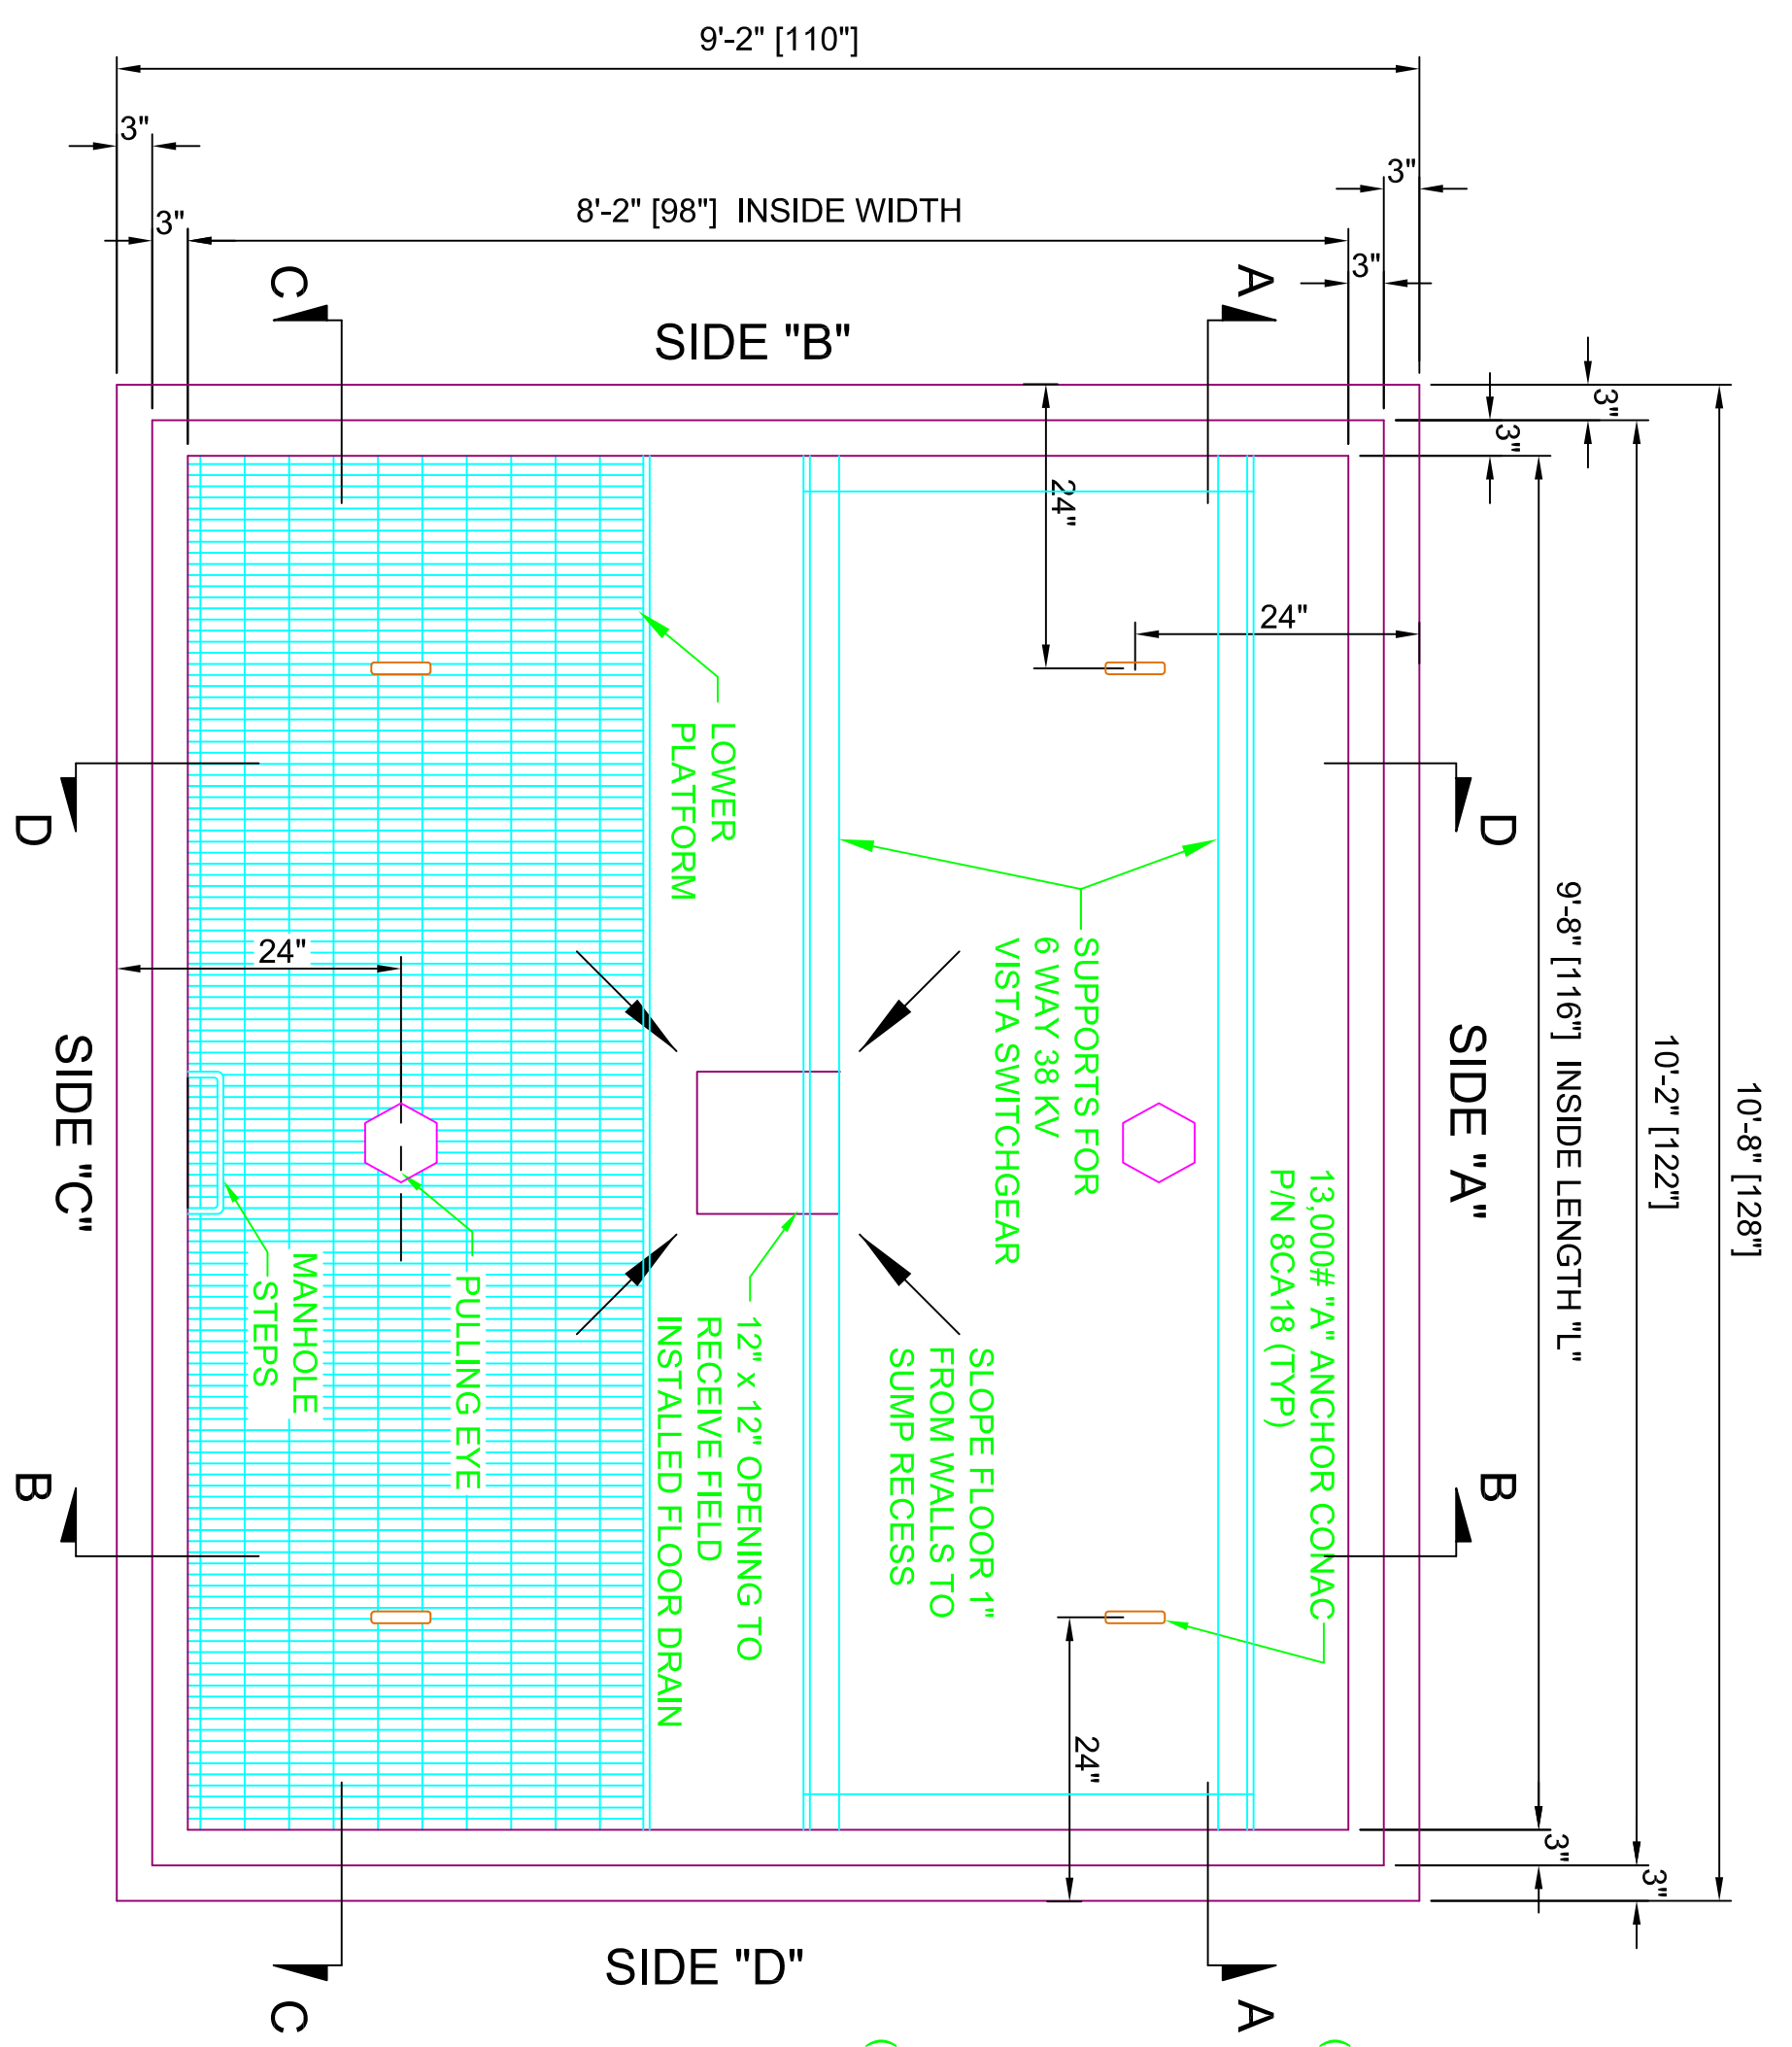 9'-2" [110"]
3"
3"
8'-2" [98"] INSIDE WIDTH
3"
3"
C
A
SIDE "B"
3"
3"
24"
24"
LOWER
PLATFORM
D
D
SUPPORTS FOR
6 WAY 38 KV
VISTA SWITCHGEAR
9'-8" [116"] INSIDE LENGTH "L"
10'-2" [122"]
10'-8" [128"]
SIDE "A"
24"
SIDE "C"
13,000# "A" ANCHOR CONAC
P/N 8CA18 (TYP)
MANHOLE
STEPS
PULLING EYE
12" x 12" OPENING TO
RECEIVE FIELD
INSTALLED FLOOR DRAIN
SLOPE FLOOR 1"
FROM WALLS TO
SUMP RECESS
B
B
24"
3"
3"
SIDE "D"
C
A